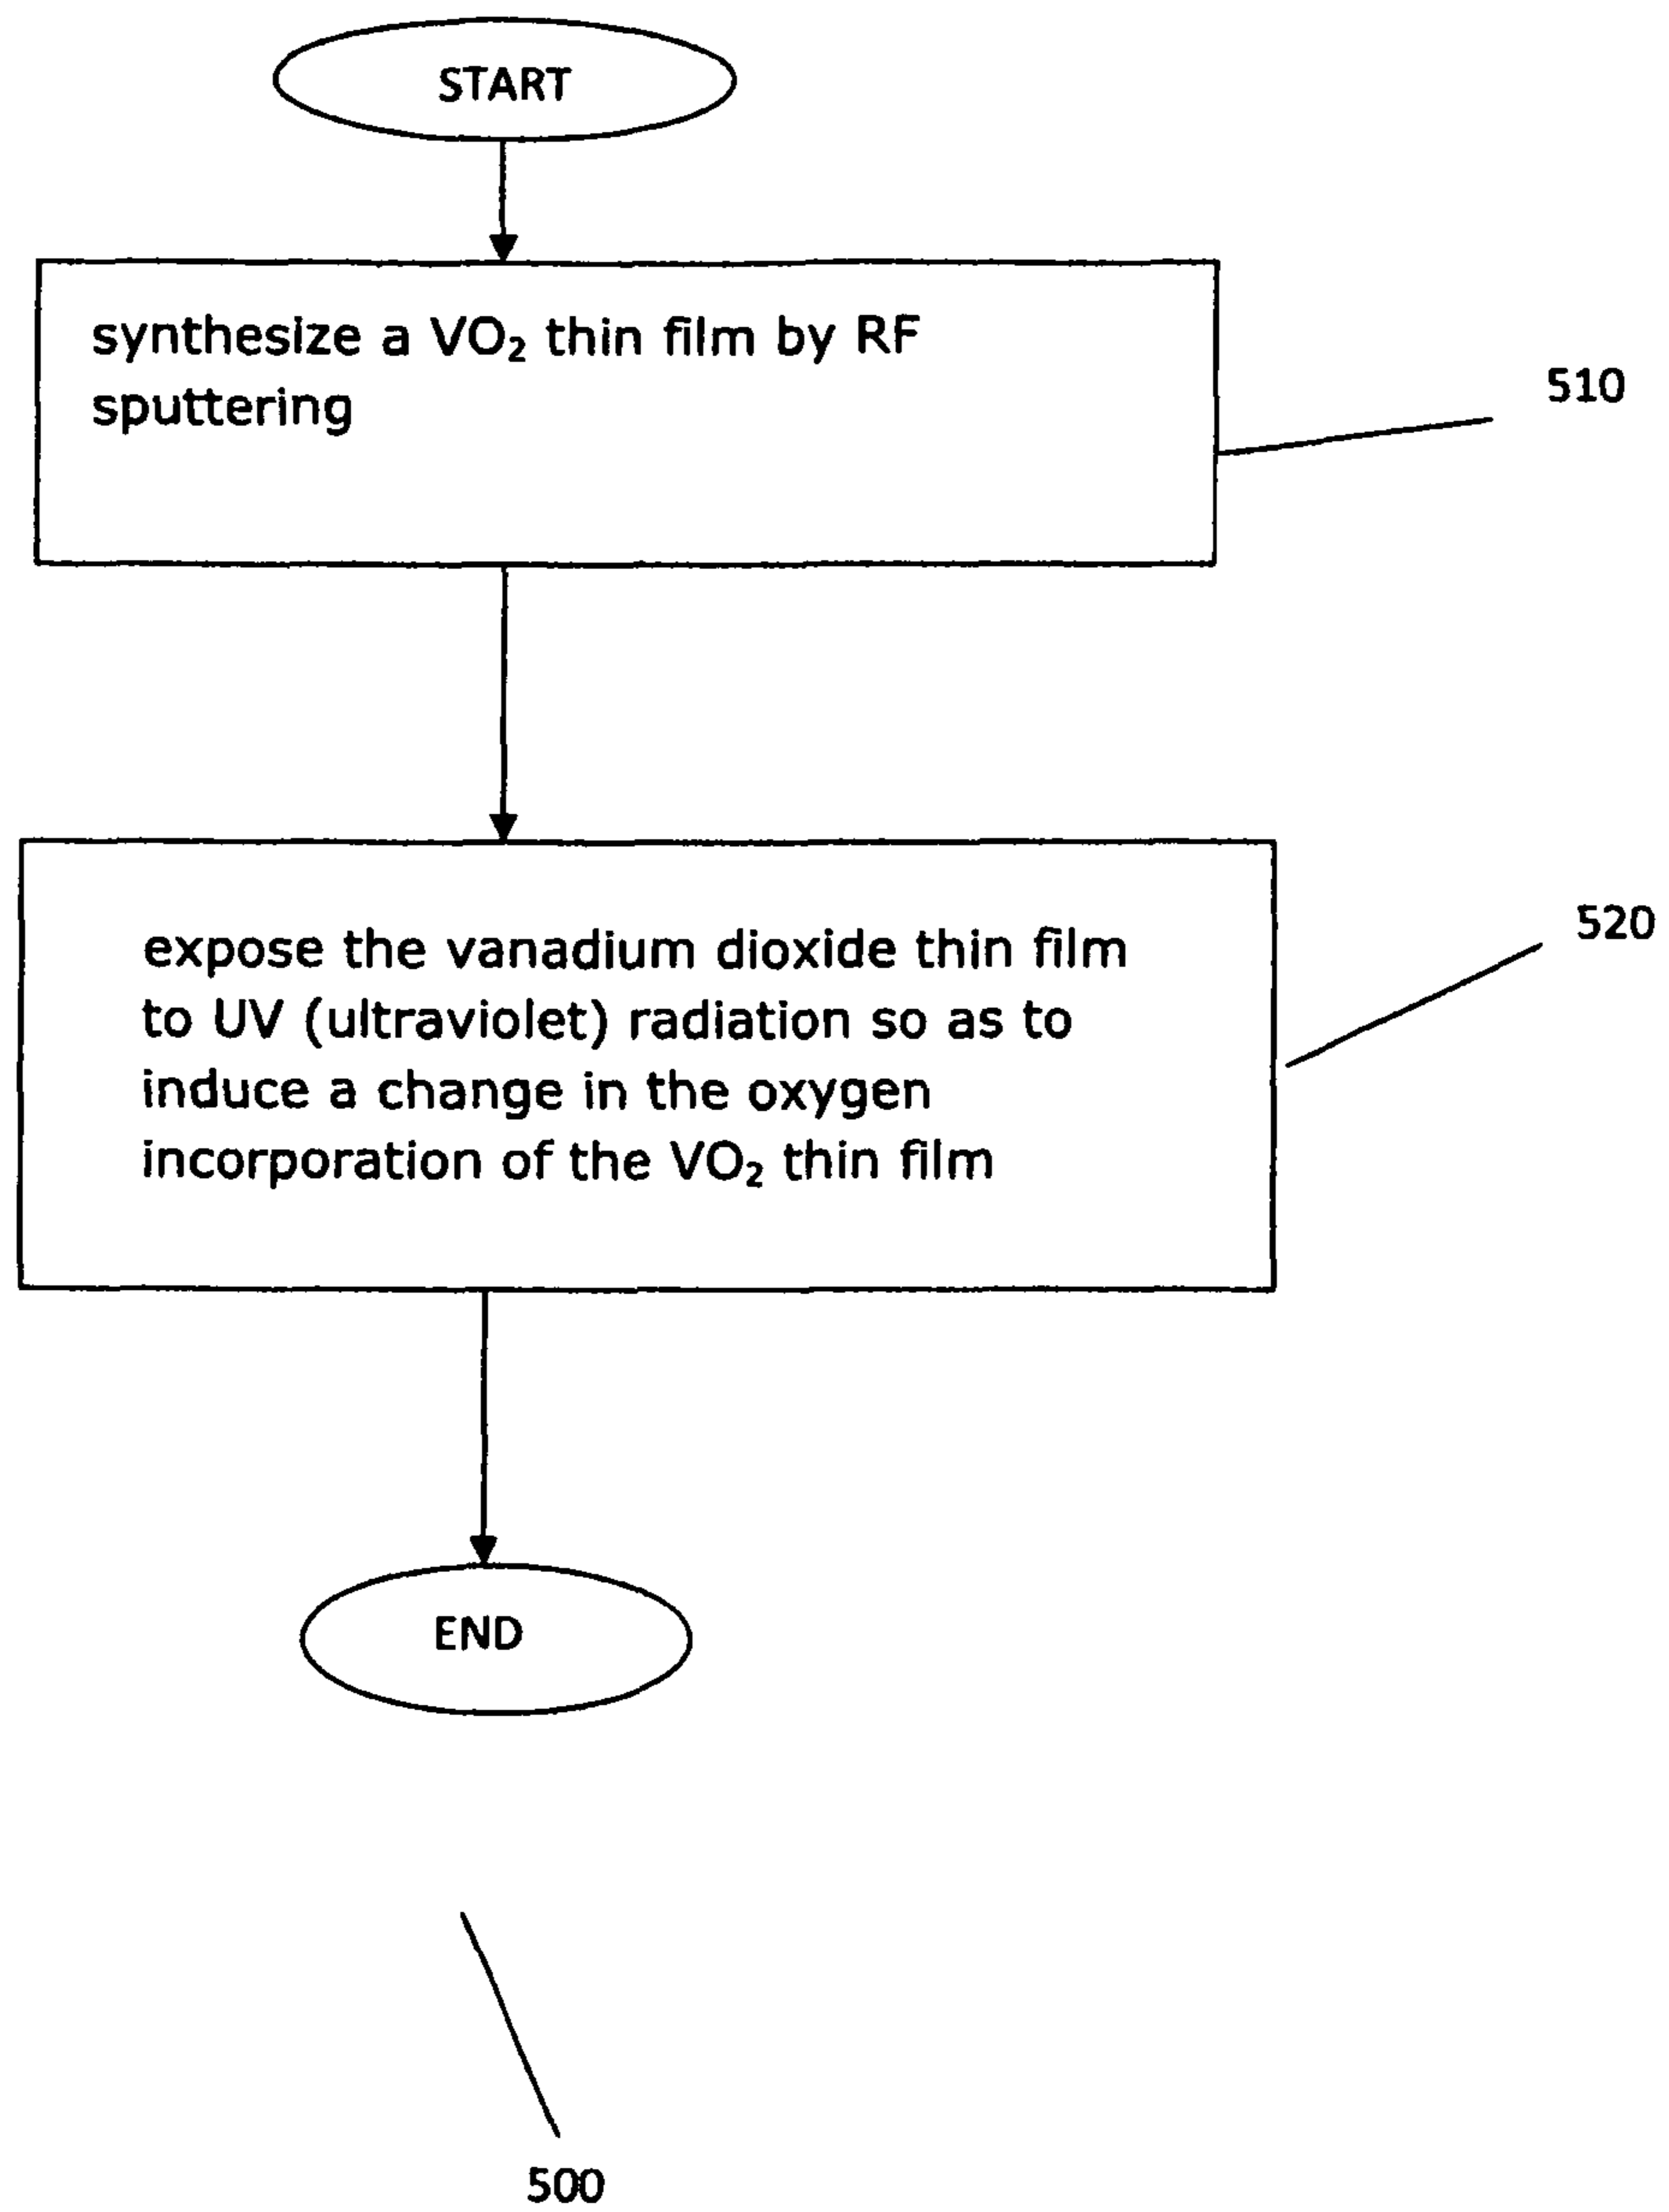 START
synthesize a VO₂ thin film by RF
sputtering
510
expose the vanadium dioxide thin film
to UV (ultraviolet) radiation so as to
induce a change in the oxygen
incorporation of the VO₂ thin film
520
END
500